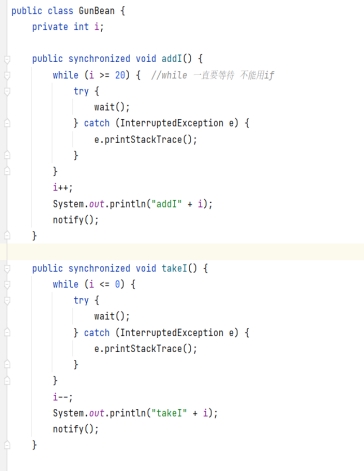 public class GunBean {
private int i;
public synchronized void addI() {
while (i >= 20) { //while 一直要等待 不能用if
try {
wait();
} catch (InterruptedException e) {
e.printStackTrace();
}
}
i++;
System.out.println("addI" + i);
notify();
}
public synchronized void takeI() {
while (i <= 0) {
try {
wait();
} catch (InterruptedException e) {
e.printStackTrace();
}
}
i--;
System.out.println("takeI" + i);
notify();
}